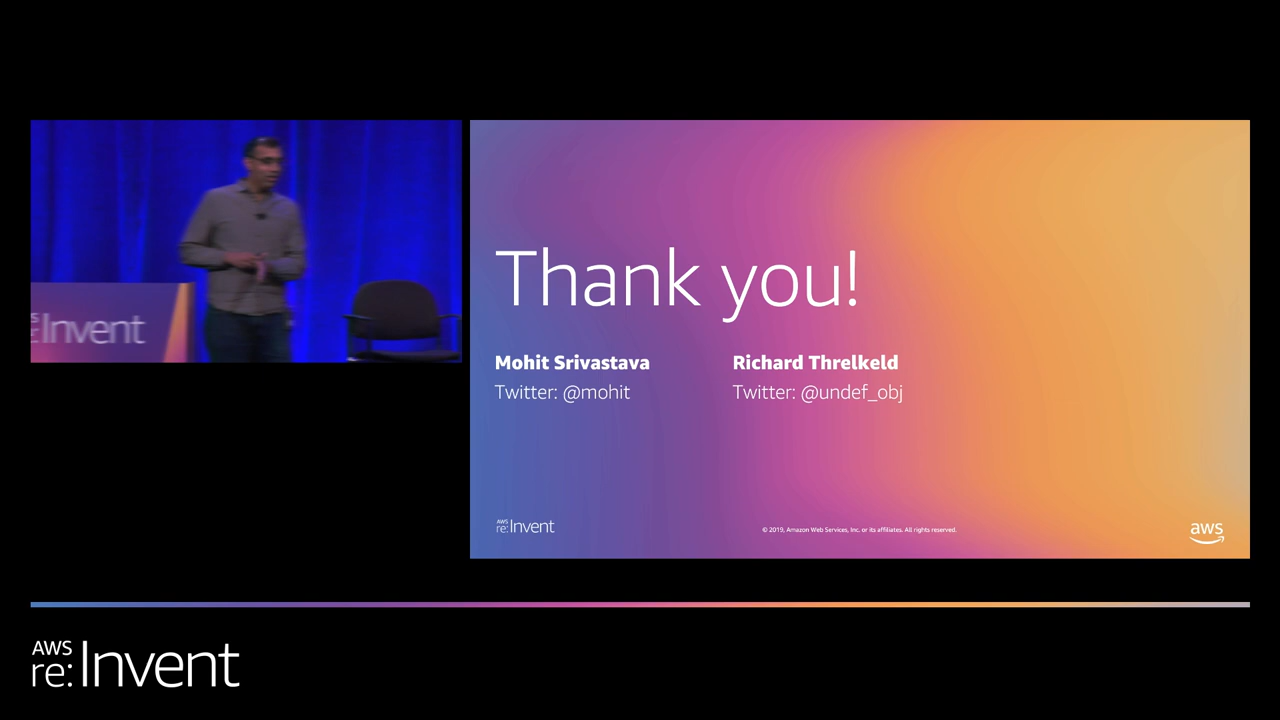 re:Invent
Thank you!
Mohit Srivastava
Twitter: @mohit
Richard Threlkeld
Twitter: @undef_obj
AWS
re:Invent
© 2019, Amazon Web Services, Inc. or its affiliates. All rights reserved.
aws
AWS
re:Invent